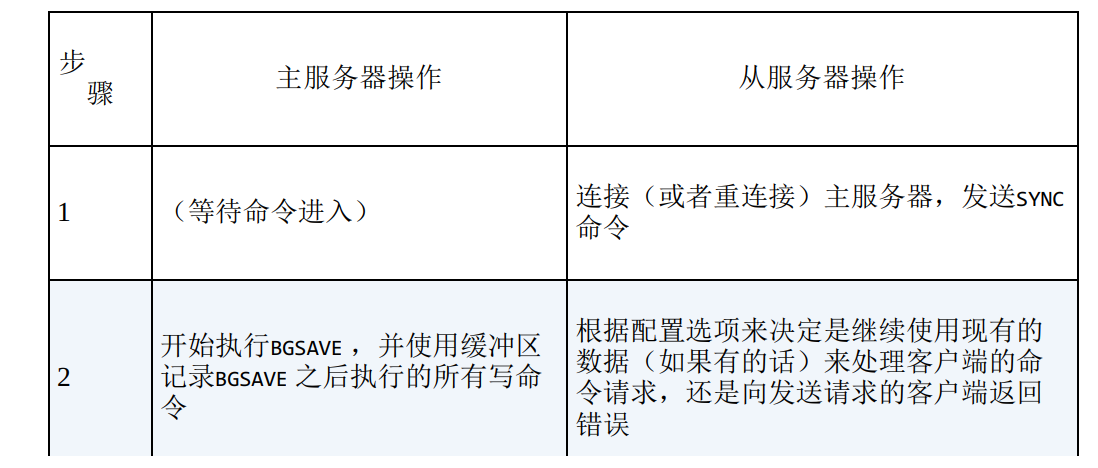 步
骤
主服务器操作
从服务器操作
1
（等待命令进入）
连接（或者重连接）主服务器，发送SYNC
命令
2
开始执行BGSAVE ，并使用缓冲区
记录BGSAVE 之后执行的所有写命
令
根据配置选项来决定是继续使用现有的
数据（如果有的话）来处理客户端的命
令请求，还是向发送请求的客户端返回
错误